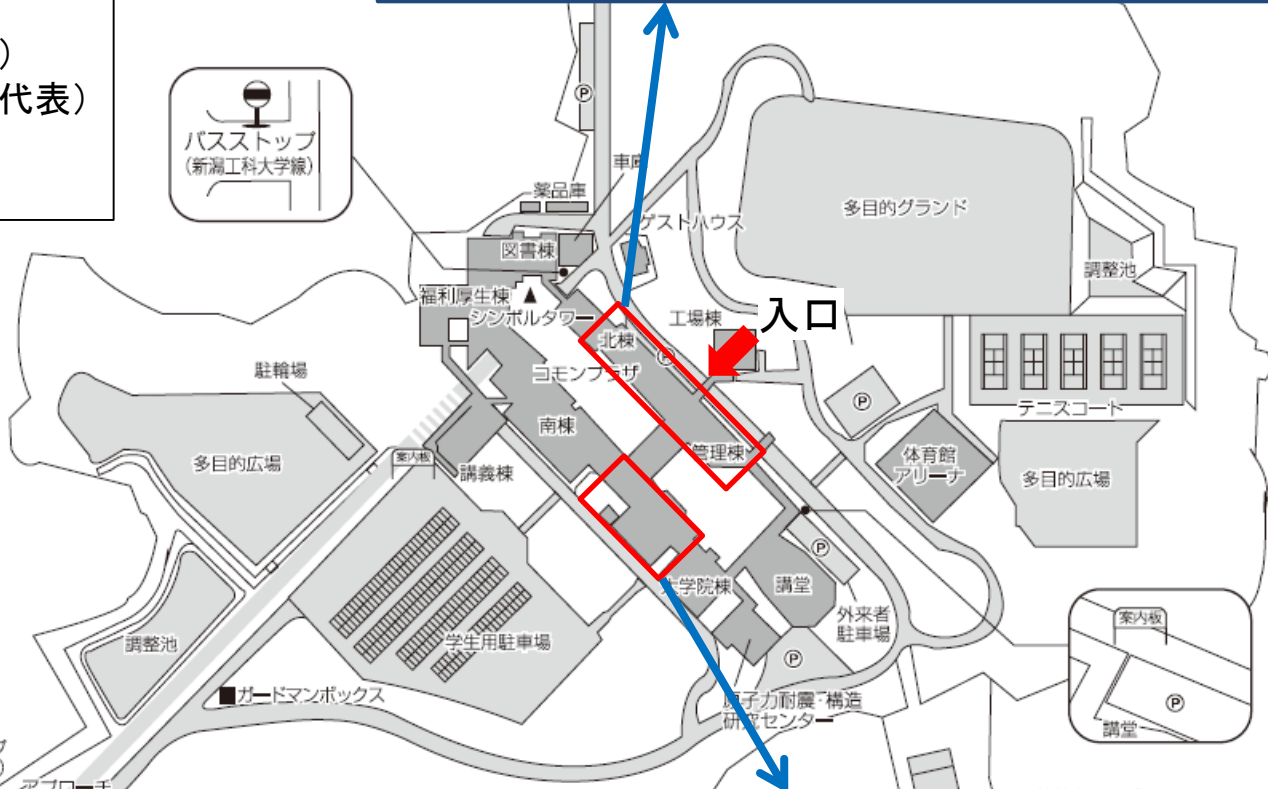 ）
代表）
バスストップ
（新潟工科大学線）
Ⓟ
車庫
薬品庫
ゲストハウス
図書棟
多目的グランド
調整池
福利厚生棟
シンボルタワー
北棟
工場棟
入口
Ⓟ
コモンプラザ
駐輪場
Ⓟ
テニスコート
南棟
管理棟
体育館
アリーナ
多目的広場
案内板
講義棟
多目的広場
Ⓟ
大学院棟
講堂
外来者
駐車場
案内板
調整池
学生用駐車場
Ⓟ
ガードマンボックス
原子力耐震・構造
研究センター
Ⓟ
講堂
アプローチ